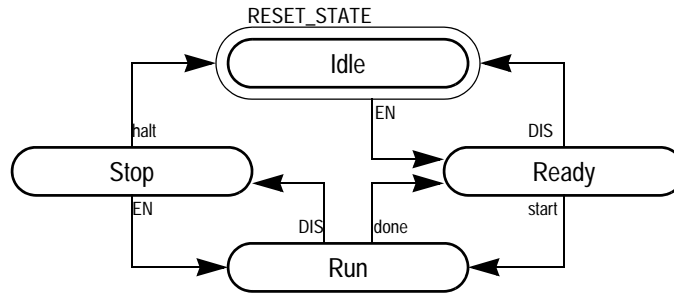 RESET_STATE
Idle
EN
halt
DIS
Stop
Ready
EN
DIS
done
start
Run